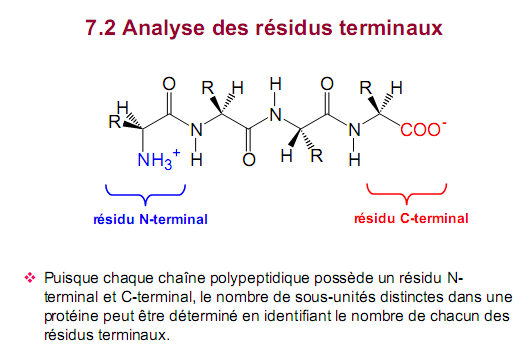 7.2 Analyse des résidus terminaux
O R H H O R H
H N N
R N N COO-
NH3+ H O H R H
résidu N-terminal résidu C-terminal
❖ Puisque chaque chaîne polypeptidique possède un résidu N-
terminal et C-terminal, le nombre de sous-unités distinctes dans une
protéine peut être déterminé en identifiant le nombre de chacun des
résidus terminaux.